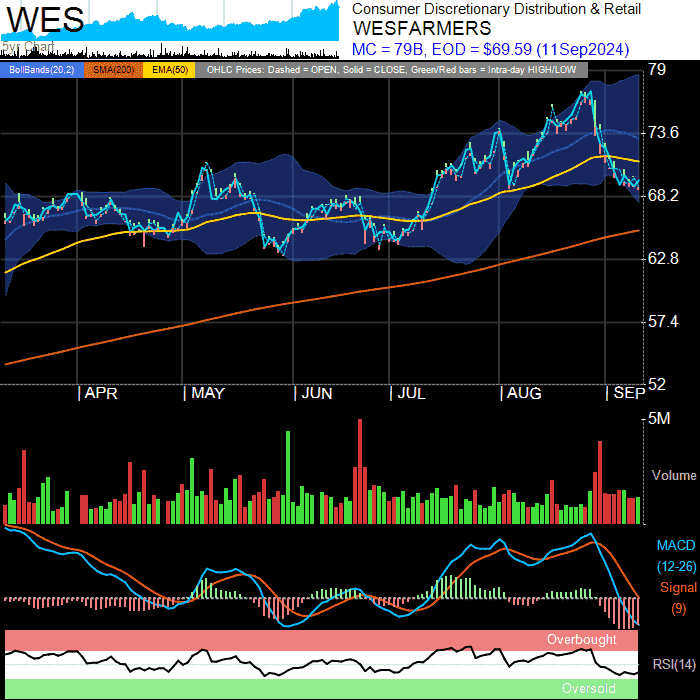 WES
5yr Chart
Consumer Discretionary Distribution & Retail
WESFARMERS
MC = 79B, EOD = $69.59 (11Sep2024)
BollBands(20,2) SMA(200) EMA(50) OHLC Prices: Dashed = OPEN, Solid = CLOSE, Green/Red bars = Intra-day HIGH/LOW
79
73.6
68.2
62.8
57.4
52
| APR | MAY | JUN | JUL | AUG | SEP
5M
Volume
MACD
(12-26)
Signal
(9)
Overbought
RSI(14)
Oversold